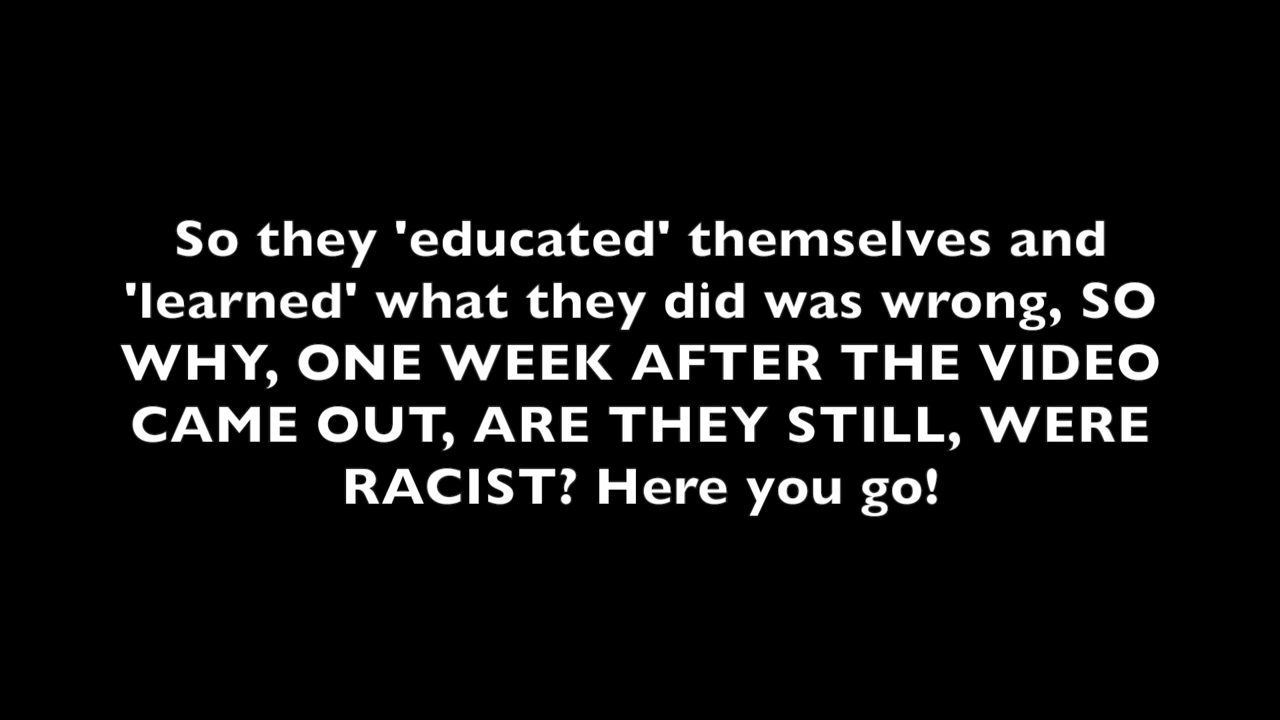 So they 'educated' themselves and
'learned' what they did was wrong, SO
WHY, ONE WEEK AFTER THE VIDEO
CAME OUT, ARE THEY STILL, WERE
RACIST? Here you go!